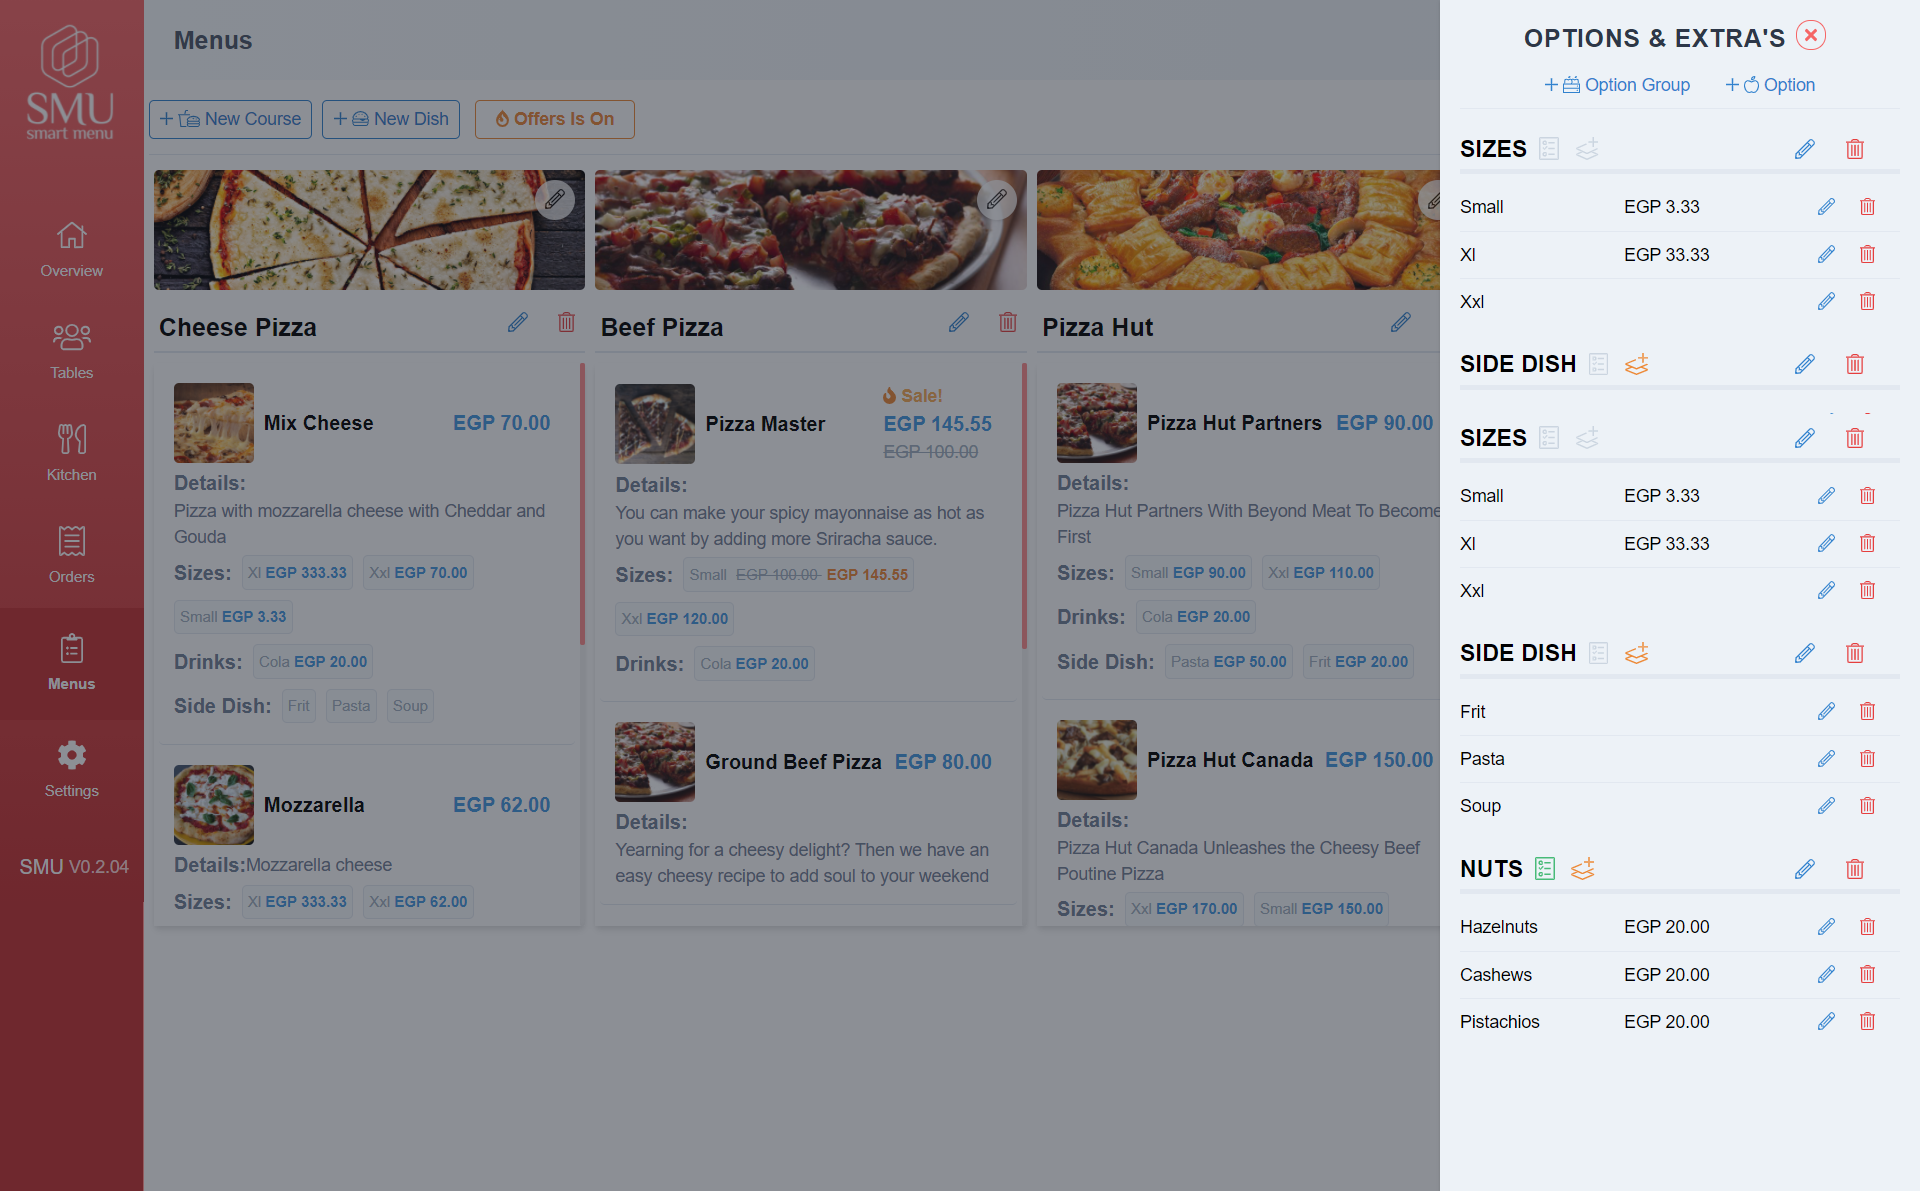 SMU
smart menu
Overview
Tables
Kitchen
Orders
Menus
Settings
SMU V0.2.04
Menus
+ New Course
+ New Dish
Offers Is On
Cheese Pizza
Mix Cheese EGP 70.00
Details:
Pizza with mozzarella cheese with Cheddar and
Gouda
Sizes: Xl EGP 333.33 Xxl EGP 70.00
Small EGP 3.33
Drinks: Cola EGP 20.00
Side Dish: Frit Pasta Soup
Mozzarella EGP 62.00
Details:Mozzarella cheese
Sizes: Xl EGP 333.33 Xxl EGP 62.00
Beef Pizza
Sale!
Pizza Master EGP 145.55
EGP 100.00
Details:
You can make your spicy mayonnaise as hot as
you want by adding more Sriracha sauce.
Sizes: Small EGP 100.00 EGP 145.55
Xxl EGP 120.00
Drinks: Cola EGP 20.00
Ground Beef Pizza EGP 80.00
Details:
Yearning for a cheesy delight? Then we have an
easy cheesy recipe to add soul to your weekend
Pizza Hut
Pizza Hut Partners EGP 90.00
Details:
Pizza Hut Partners With Beyond Meat To Become
First
Sizes: Small EGP 90.00 Xxl EGP 110.00
Drinks: Cola EGP 20.00
Side Dish: Pasta EGP 50.00 Frit EGP 20.00
Pizza Hut Canada EGP 150.00
Details:
Pizza Hut Canada Unleashes the Cheesy Beef
Poutine Pizza
Sizes: Xxl EGP 170.00 Small EGP 150.00
OPTIONS & EXTRA'S
+ Option Group + Option
SIZES
Small EGP 3.33
Xl EGP 33.33
Xxl
SIDE DISH
SIZES
Small EGP 3.33
Xl EGP 33.33
Xxl
SIDE DISH
Frit
Pasta
Soup
NUTS
Hazelnuts EGP 20.00
Cashews EGP 20.00
Pistachios EGP 20.00